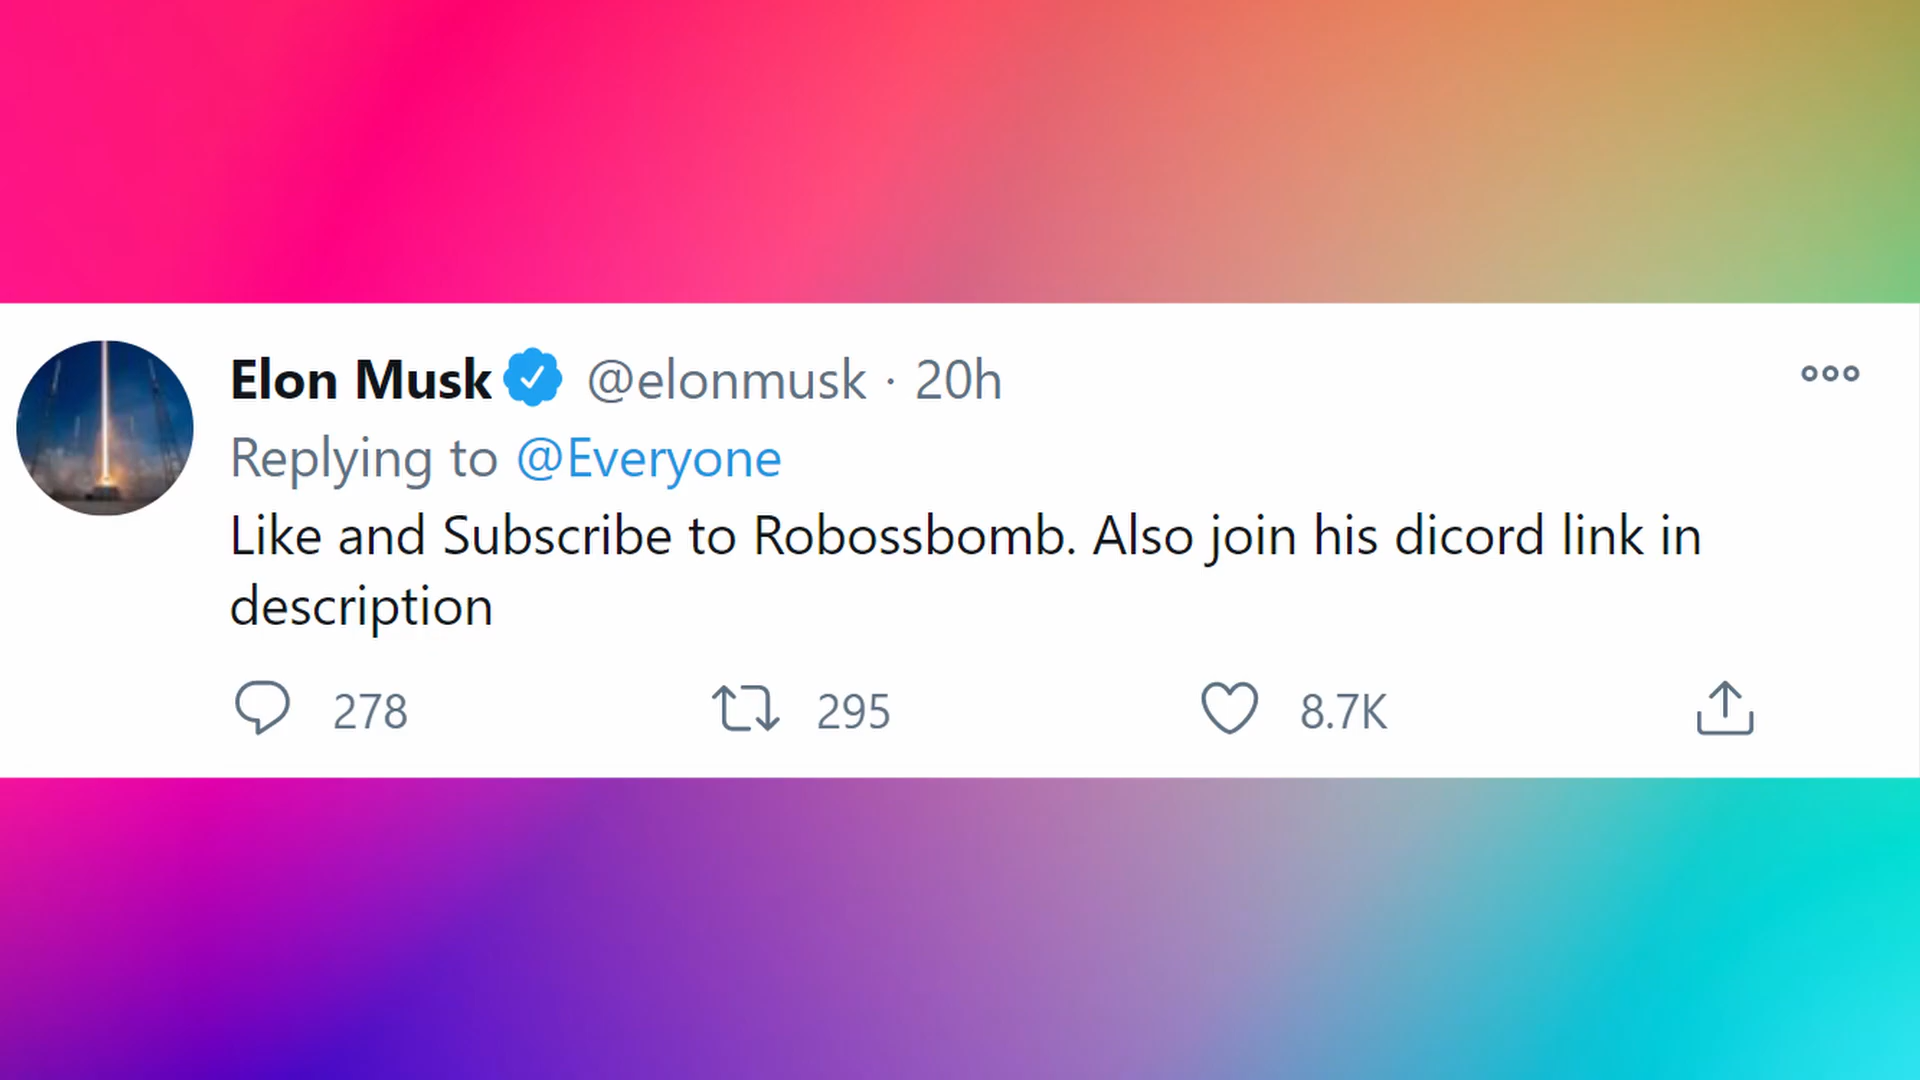 Elon Musk @elonmusk · 20h
Replying to @Everyone
Like and Subscribe to Robossbomb. Also join his dicord link in
description
278 295 8.7K